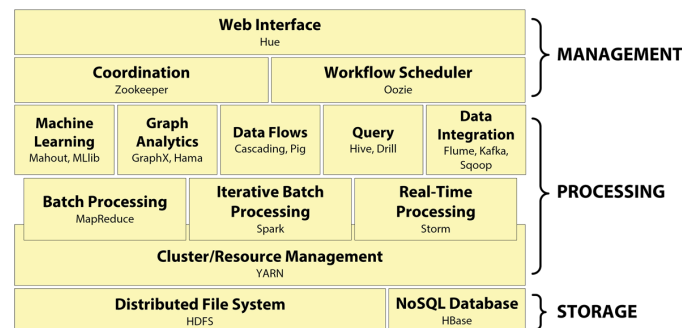 Web Interface
Hue
MANAGEMENT
Coordination
Zookeeper
Workflow Scheduler
Oozie
Machine
Learning
Mahout, MLlib
Graph
Analytics
GraphX, Hama
Data Flows
Cascading, Pig
Query
Hive, Drill
Data
Integration
Flume, Kafka,
Sqoop
PROCESSING
Batch Processing
MapReduce
Iterative Batch
Processing
Spark
Real-Time
Processing
Storm
Cluster/Resource Management
YARN
Distributed File System
HDFS
NoSQL Database
HBase
STORAGE